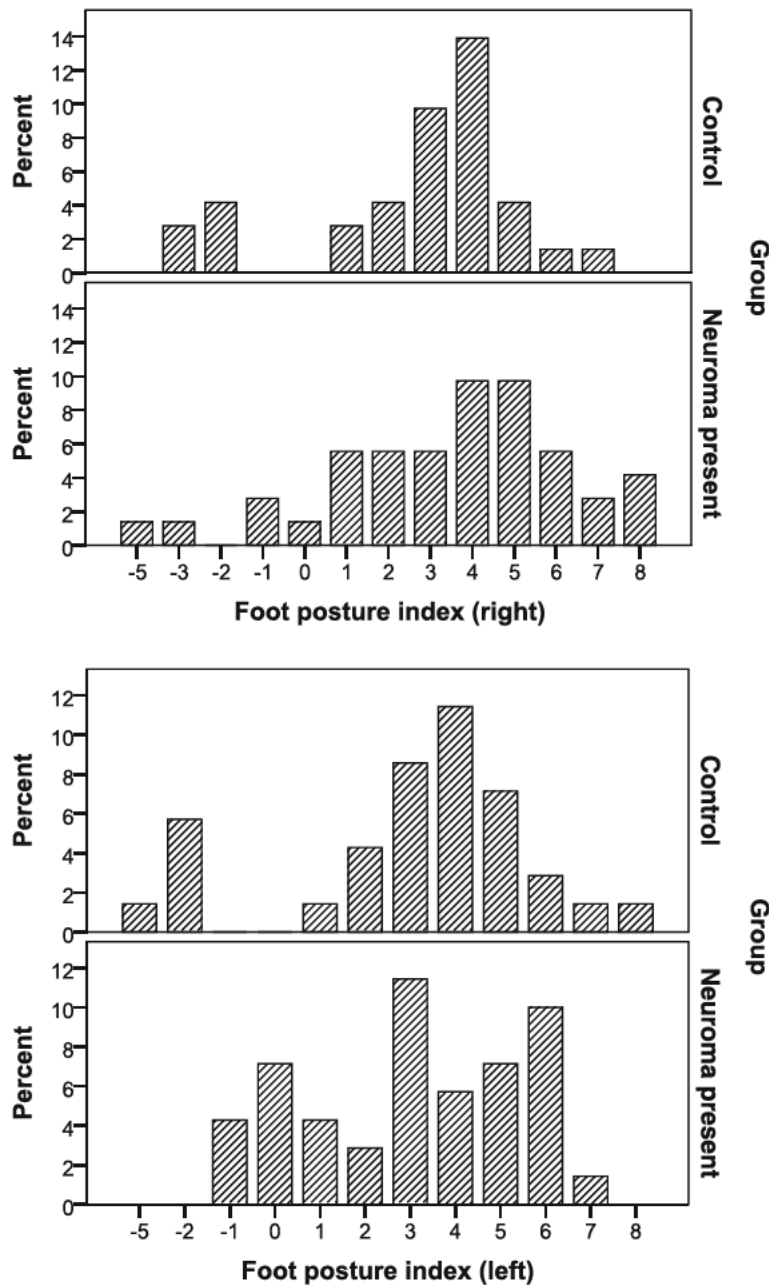 14
12
10
8
6
4
2
0
Percent
Control
14
12
10
8
6
4
2
0
Percent
Neuroma present
Group
-5 -3 -2 -1 0 1 2 3 4 5 6 7 8
Foot posture index (right)
12
10
8
6
4
2
0
Percent
Control
12
10
8
6
4
2
0
Percent
Neuroma present
Group
-5 -2 -1 0 1 2 3 4 5 6 7 8
Foot posture index (left)